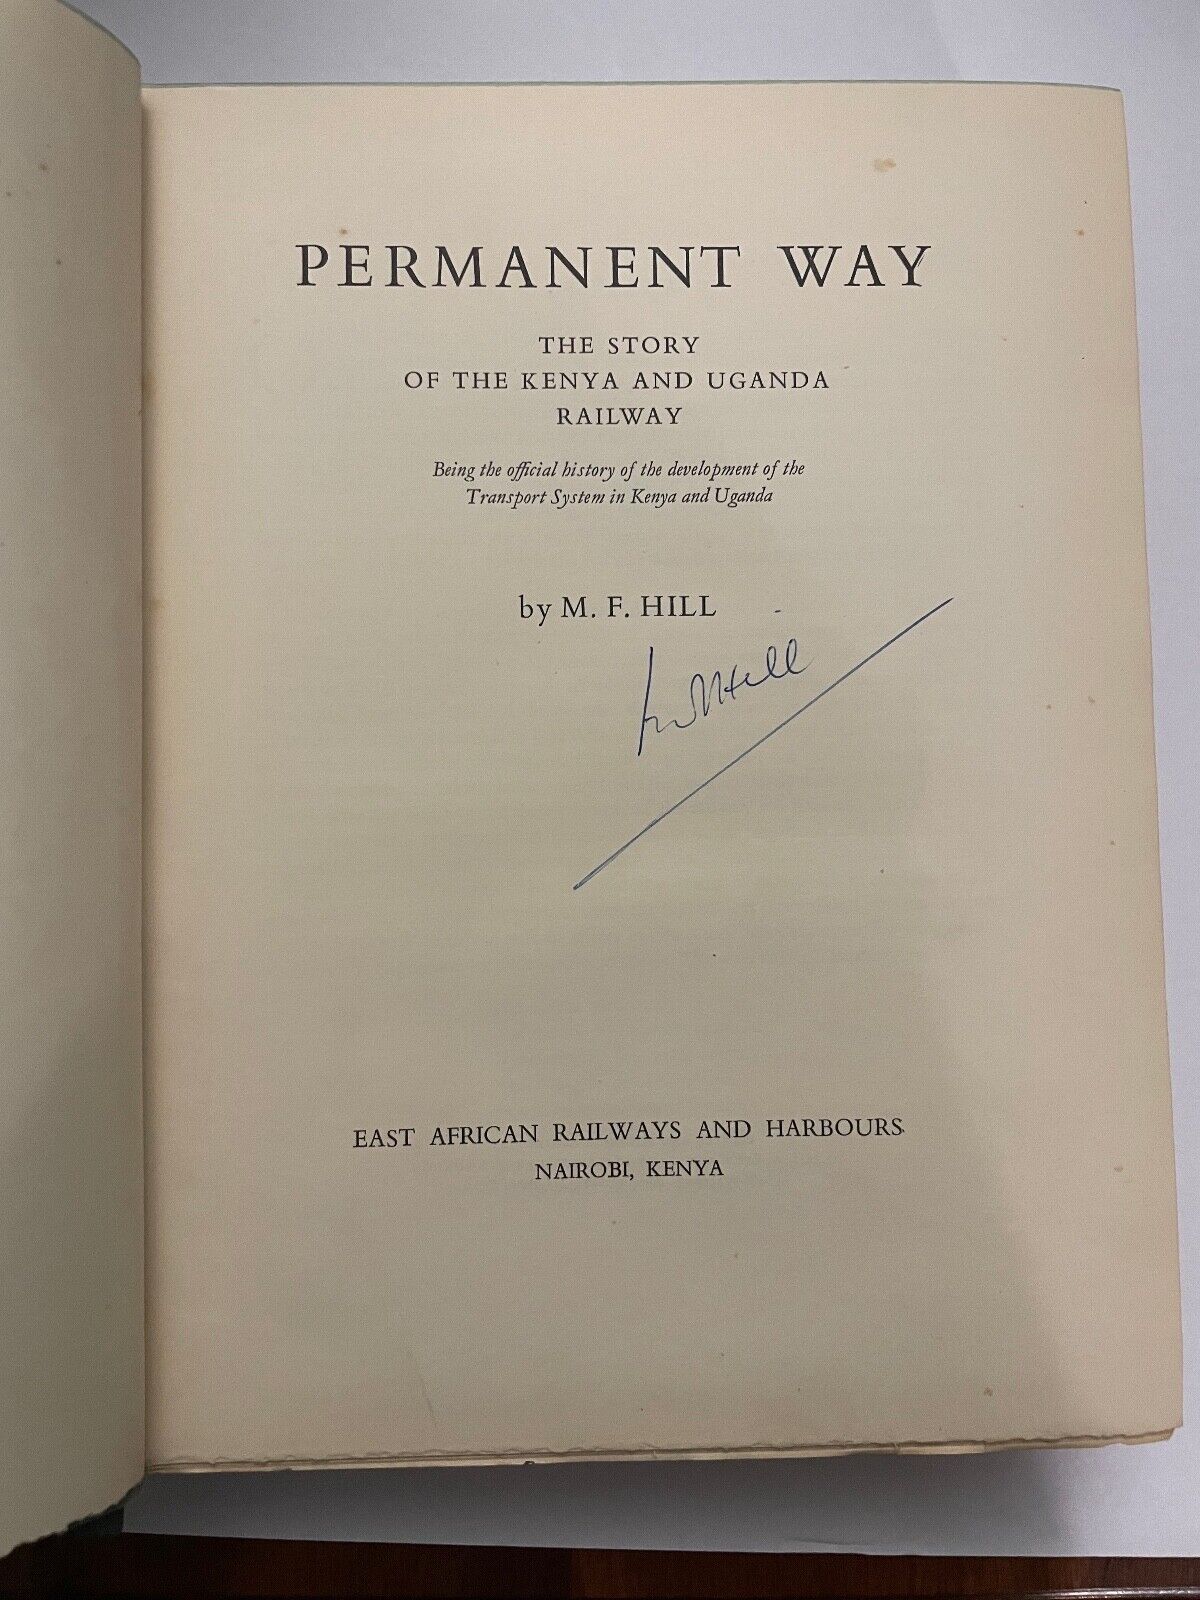 PERMANENT WAY
THE STORY
OF THE KENYA AND UGANDA
RAILWAY
Being the official history of the development of the
Transport System in Kenya and Uganda
by M. F. HILL
EAST AFRICAN RAILWAYS AND HARBOURS
NAIROBI, KENYA